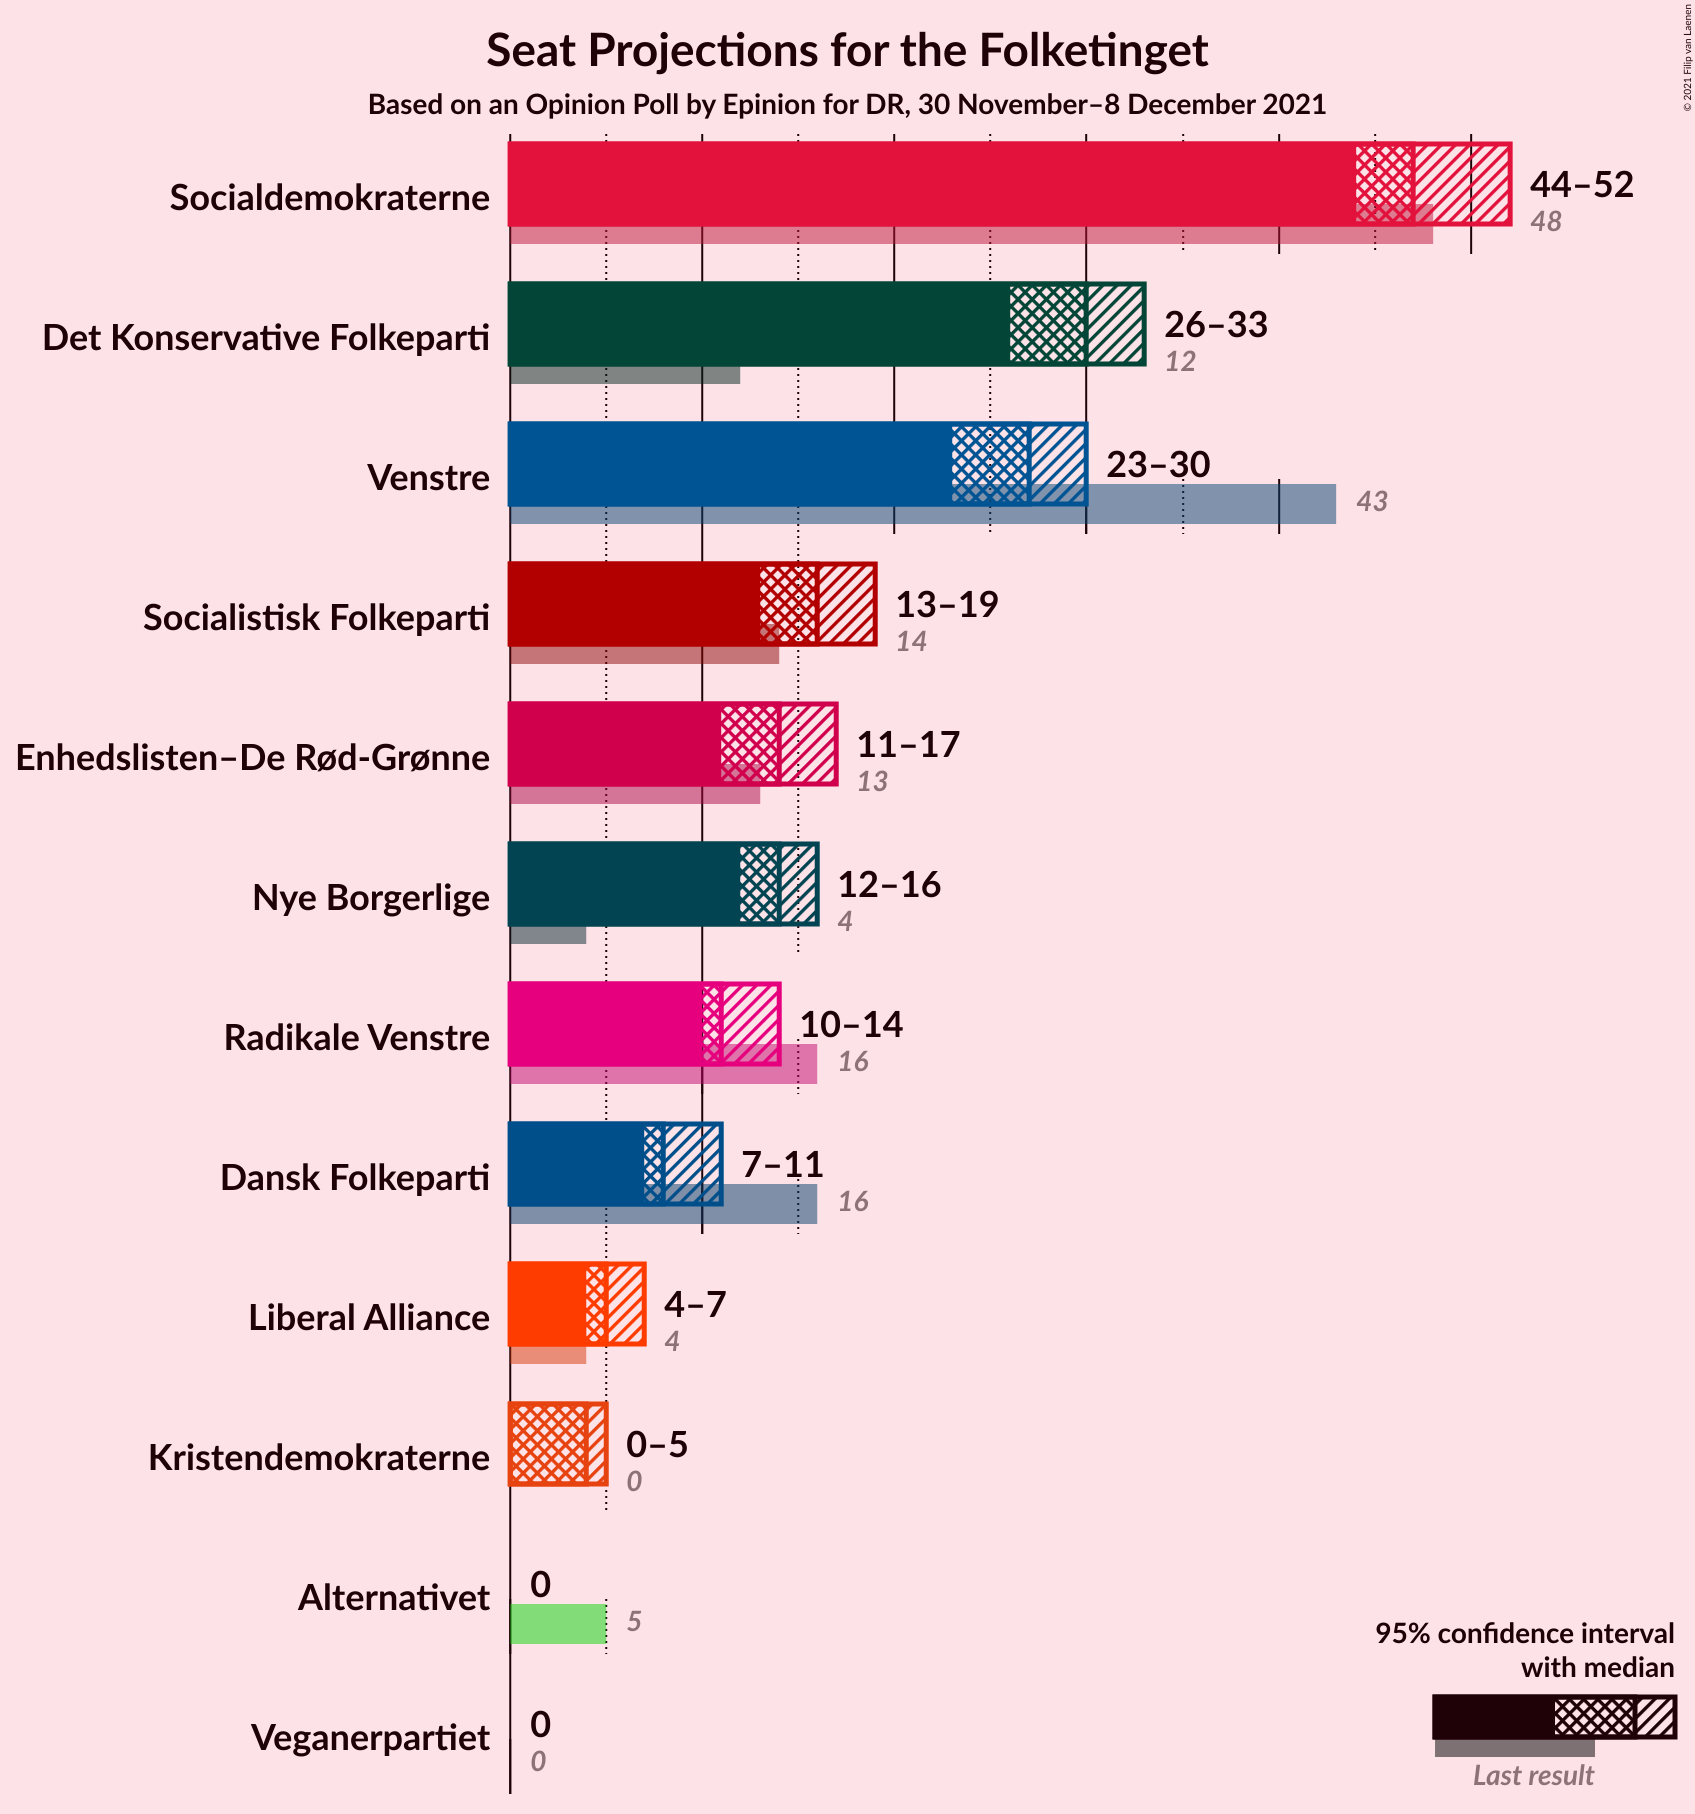 Seat Projections for the Folketinget
Based on an Opinion Poll by Epinion for DR, 30 November–8 December 2021
© 2021 Filip van Laenen
Socialdemokraterne
44–52
48
Det Konservative Folkeparti
26–33
12
Venstre
23–30
43
Socialistisk Folkeparti
13–19
14
Enhedslisten–De Rød-Grønne
11–17
13
Nye Borgerlige
12–16
4
Radikale Venstre
10–14
16
Dansk Folkeparti
7–11
16
Liberal Alliance
4–7
4
Kristendemokraterne
0–5
0
Alternativet
0
5
Veganerpartiet
0
0
95% confidence interval
with median
Last result